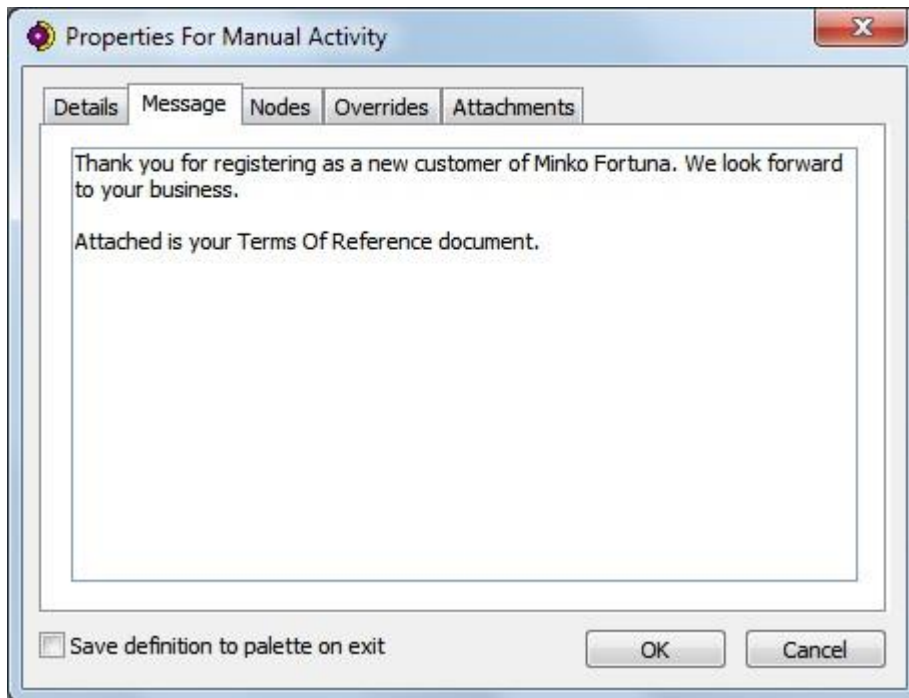 Properties For Manual Activity
Details Message Nodes Overrides Attachments
Thank you for registering as a new customer of Minko Fortuna. We look forward
to your business.
Attached is your Terms Of Reference document.
Save definition to palette on exit
OK Cancel